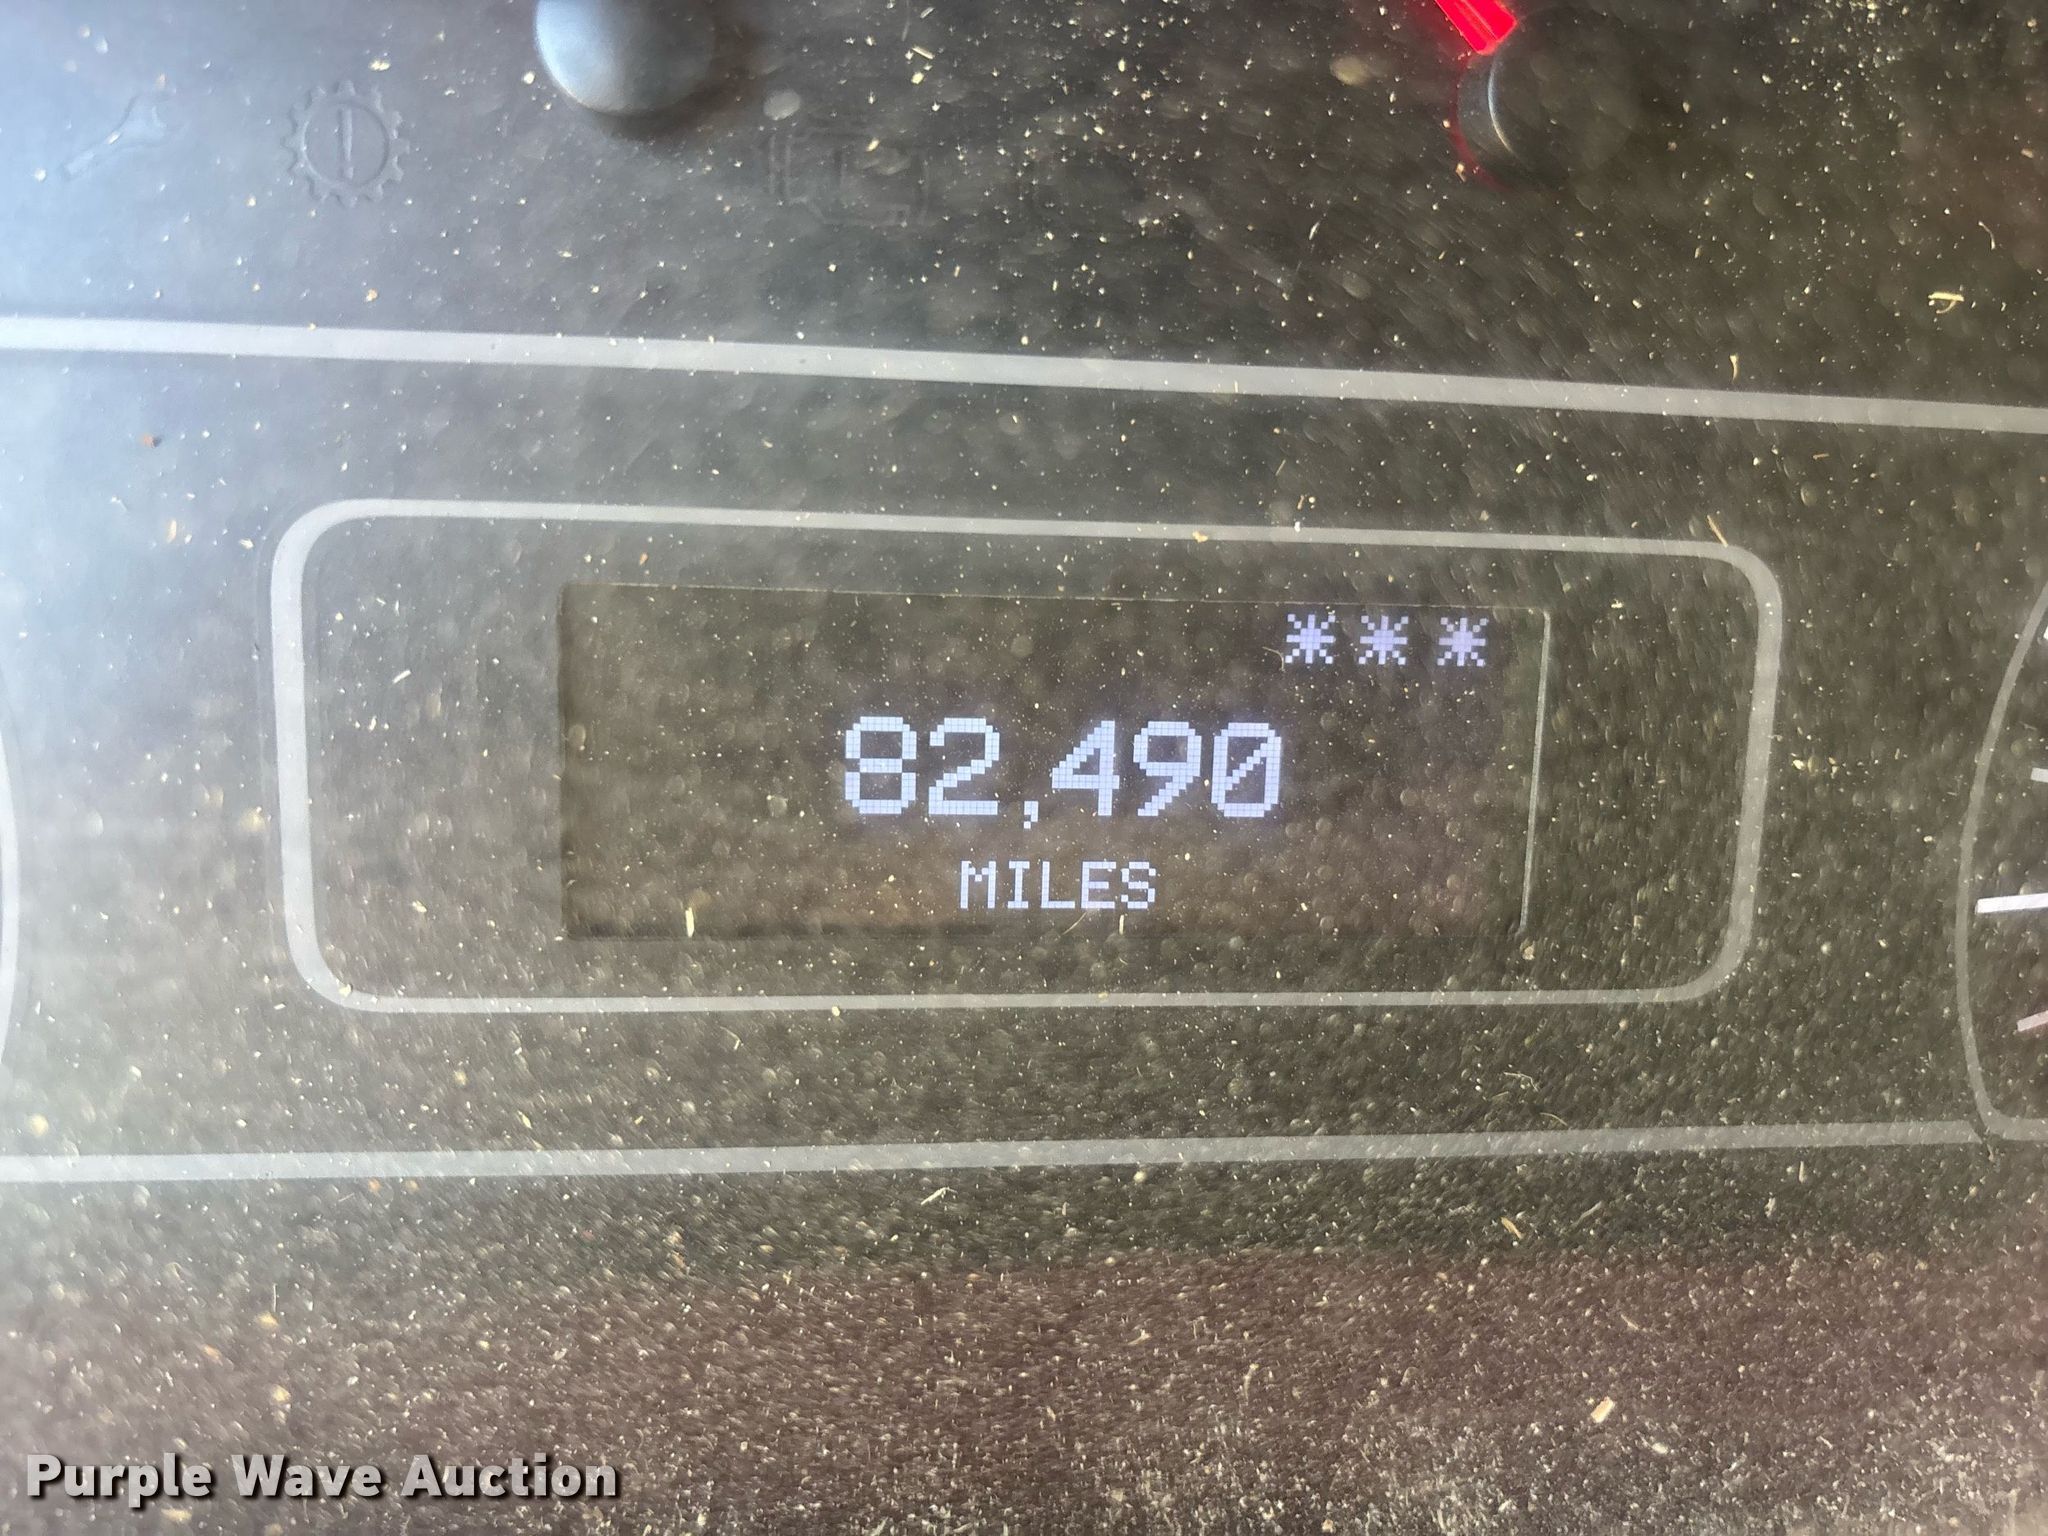 ***
82,490
MILES
Purple Wave Auction